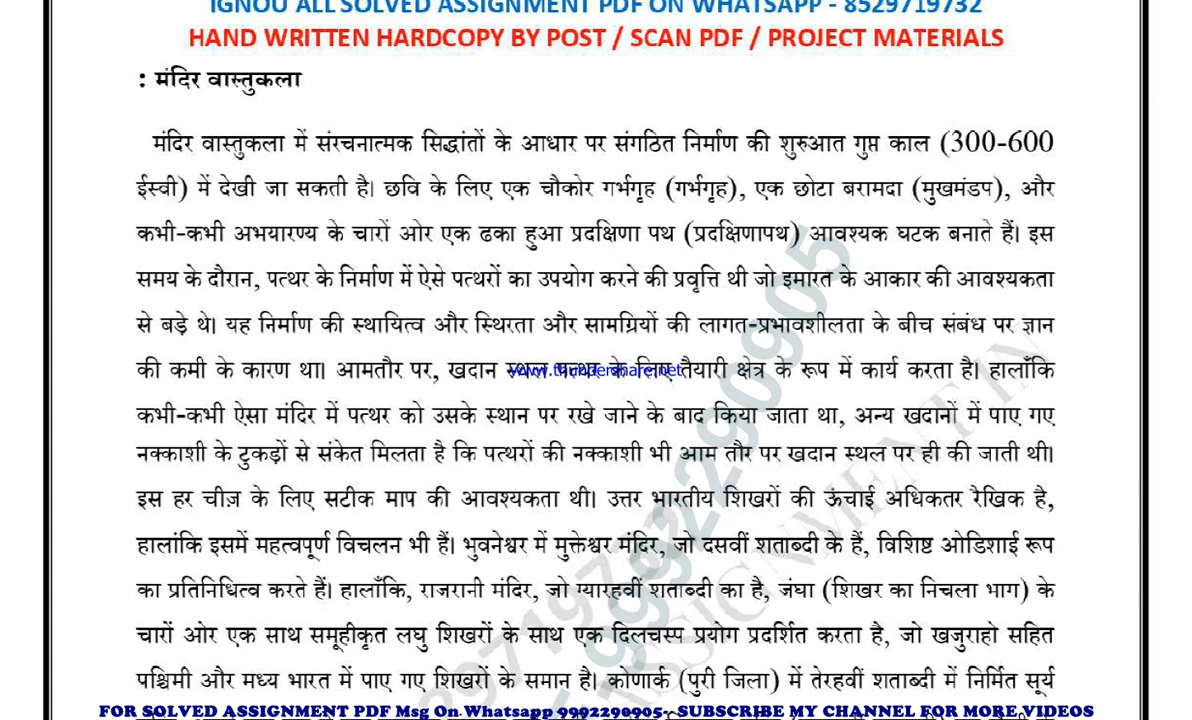 IGNOU ALL SOLVED ASSIGNMENT PDF ON WHATSAPP - 8529719732
HAND WRITTEN HARDCOPY BY POST / SCAN PDF / PROJECT MATERIALS
: मंदिर वास्तुकला
मंदिर वास्तुकला में संरचनात्मक सिद्धांतों के आधार पर संगठित निर्माण की शुरुआत गुप्त काल (300-600
ईस्वी) में देखी जा सकती है। छवि के लिए एक चौकोर गर्भगृह (गर्भगृह), एक छोटा बरामदा (मुखमंडप), और
कभी-कभी अभयारण्य के चारों ओर एक ढका हुआ प्रदक्षिणा पथ (प्रदक्षिणापथ) आवश्यक घटक बनाते हैं। इस
समय के दौरान, पत्थर के निर्माण में ऐसे पत्थरों का उपयोग करने की प्रवृत्ति थी जो इमारत के आकार की आवश्यकता
से बड़े थे। यह निर्माण की स्थायित्व और स्थिरता और सामग्रियों की लागत-प्रभावशीलता के बीच संबंध पर ज्ञान
की कमी के कारण था। आमतौर पर, खदान स्थल पत्थर के लिए तैयारी क्षेत्र के रूप में कार्य करता है। हालाँकि
www.thundershare.net
कभी-कभी ऐसा मंदिर में पत्थर को उसके स्थान पर रखे जाने के बाद किया जाता था, अन्य खदानों में पाए गए
नक्काशी के टुकड़ों से संकेत मिलता है कि पत्थरों की नक्काशी भी आम तौर पर खदान स्थल पर ही की जाती थी।
इस हर चीज़ के लिए सटीक माप की आवश्यकता थी। उत्तर भारतीय शिखरों की ऊंचाई अधिकतर रैखिक है,
हालांकि इसमें महत्वपूर्ण विचलन भी हैं। भुवनेश्वर में मुक्तेश्वर मंदिर, जो दसवीं शताब्दी के हैं, विशिष्ट ओडिशाई रूप
का प्रतिनिधित्व करते हैं। हालाँकि, राजरानी मंदिर, जो ग्यारहवीं शताब्दी का है, जंघा (शिखर का निचला भाग) के
चारों ओर एक साथ समूहीकृत लघु शिखरों के साथ एक दिलचस्प प्रयोग प्रदर्शित करता है, जो खजुराहो सहित
पश्चिमी और मध्य भारत में पाए गए शिखरों के समान है। कोणार्क (पुरी जिला) में तेरहवीं शताब्दी में निर्मित सूर्य
FOR SOLVED ASSIGNMENT PDF Msg On Whatsapp 9992290905-- SUBSCRIBE MY CHANNEL FOR MORE VIDEOS
9992290905
ASSIGNMENT IN